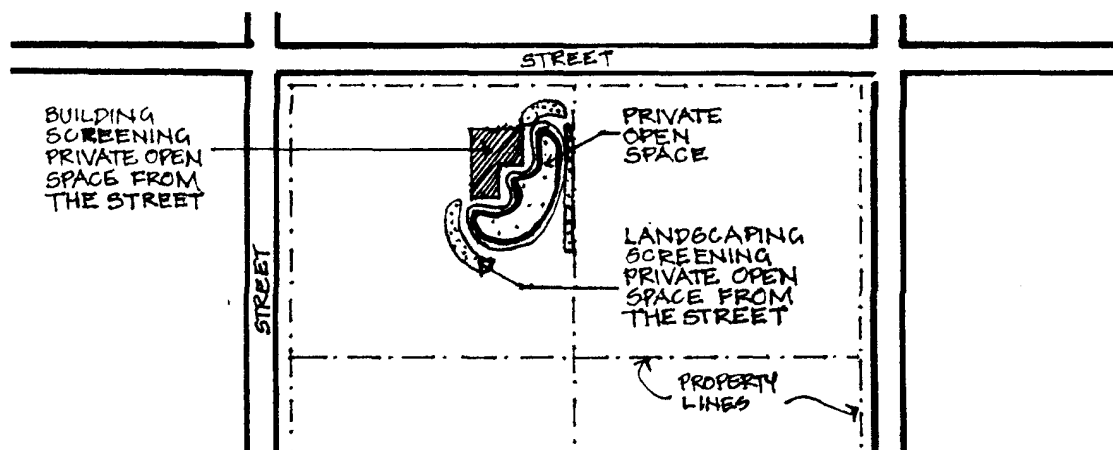 STREET
BUILDING
SCREENING
PRIVATE OPEN
SPACE FROM
THE STREET
PRIVATE
OPEN
SPACE
LANDSCAPING
SCREENING
PRIVATE OPEN
SPACE FROM
THE STREET
STREET
PROPERTY
LINES